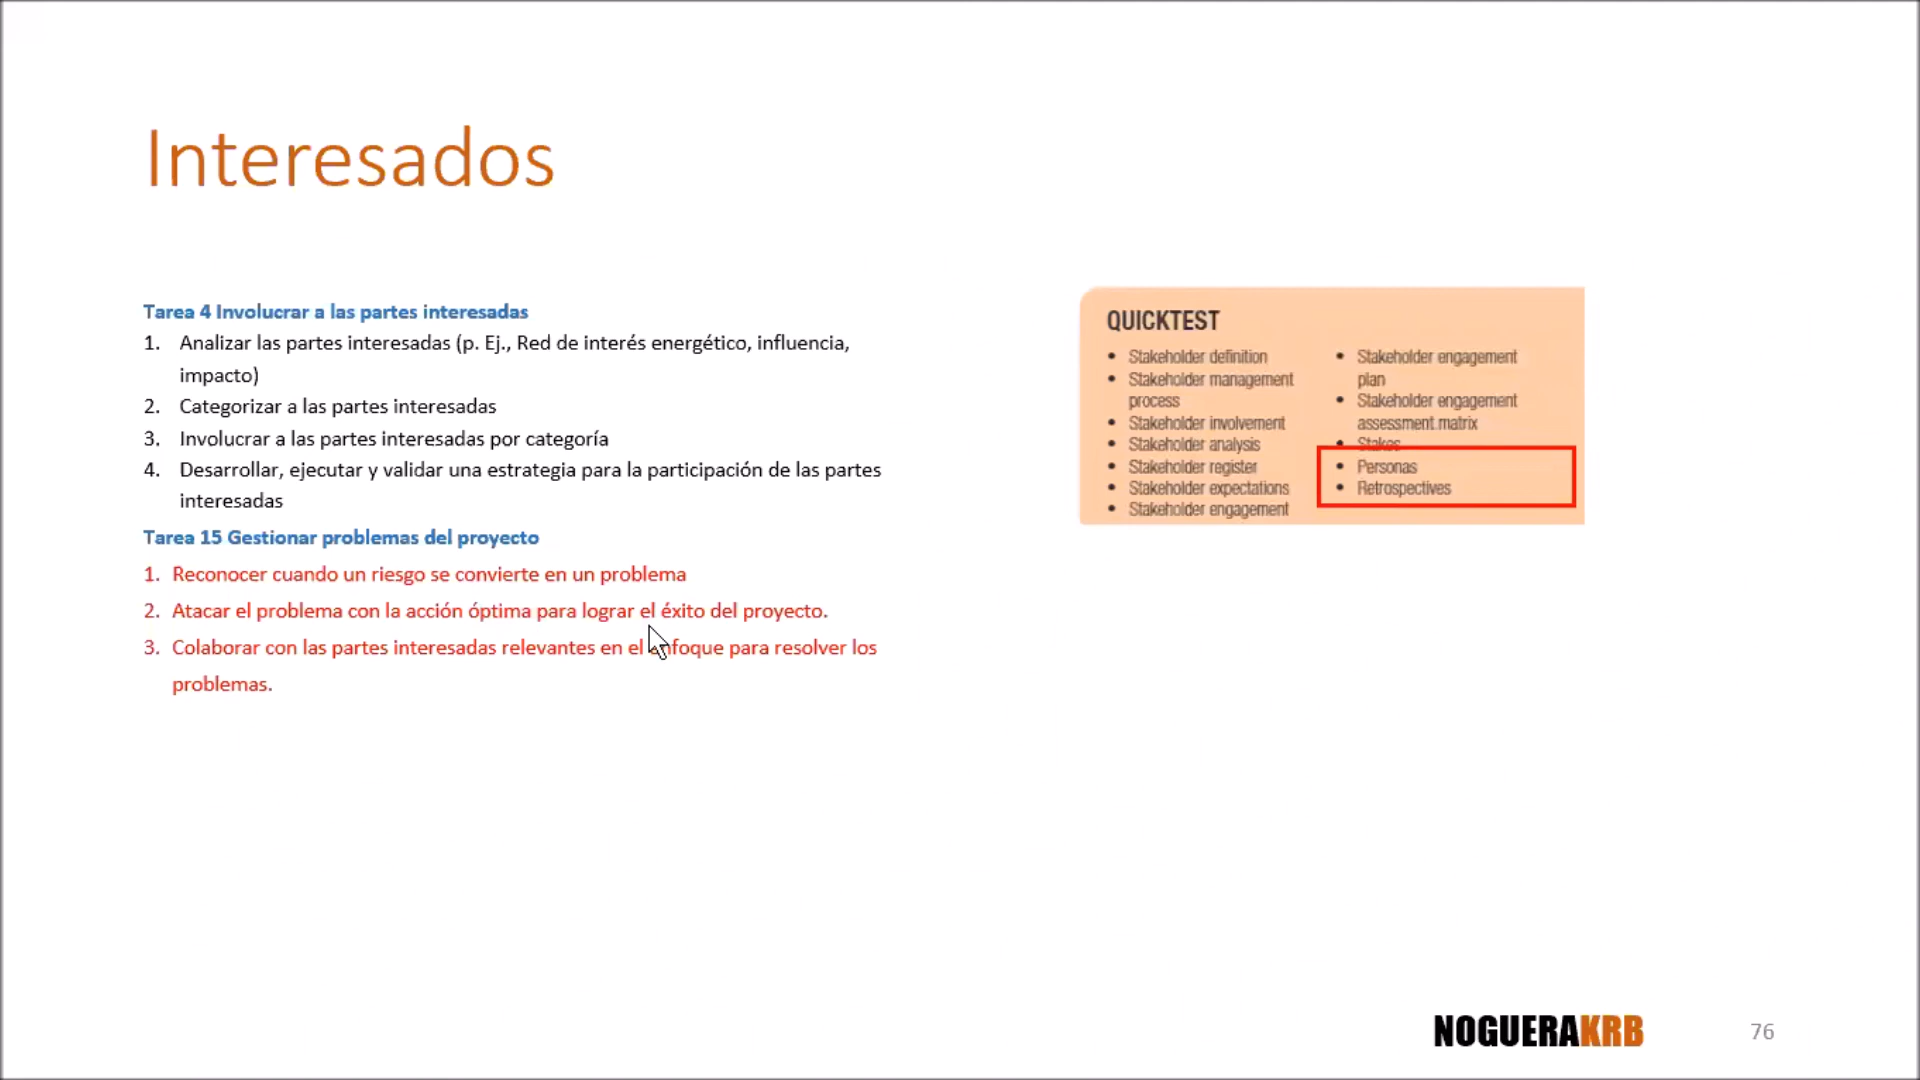 Interesados
Tarea 4 Involucrar a las partes interesadas
1. Analizar las partes interesadas (p. Ej., Red de interés energético, influencia,
impacto)
2. Categorizar a las partes interesadas
3. Involucrar a las partes interesadas por categoría
4. Desarrollar, ejecutar y validar una estrategia para la participación de las partes
interesadas
Tarea 15 Gestionar problemas del proyecto
1. Reconocer cuando un riesgo se convierte en un problema
2. Atacar el problema con la acción óptima para lograr el éxito del proyecto.
3. Colaborar con las partes interesadas relevantes en el enfoque para resolver los
problemas.
QUICKTEST
• Stakeholder definition
• Stakeholder management
process
• Stakeholder involvement
• Stakeholder analysis
• Stakeholder register
• Stakeholder expectations
• Stakeholder engagement
• Stakeholder engagement
plan
• Stakeholder engagement
assessment matrix
• Stakes
• Personas
• Retrospectives
NOGUERAKRB
76